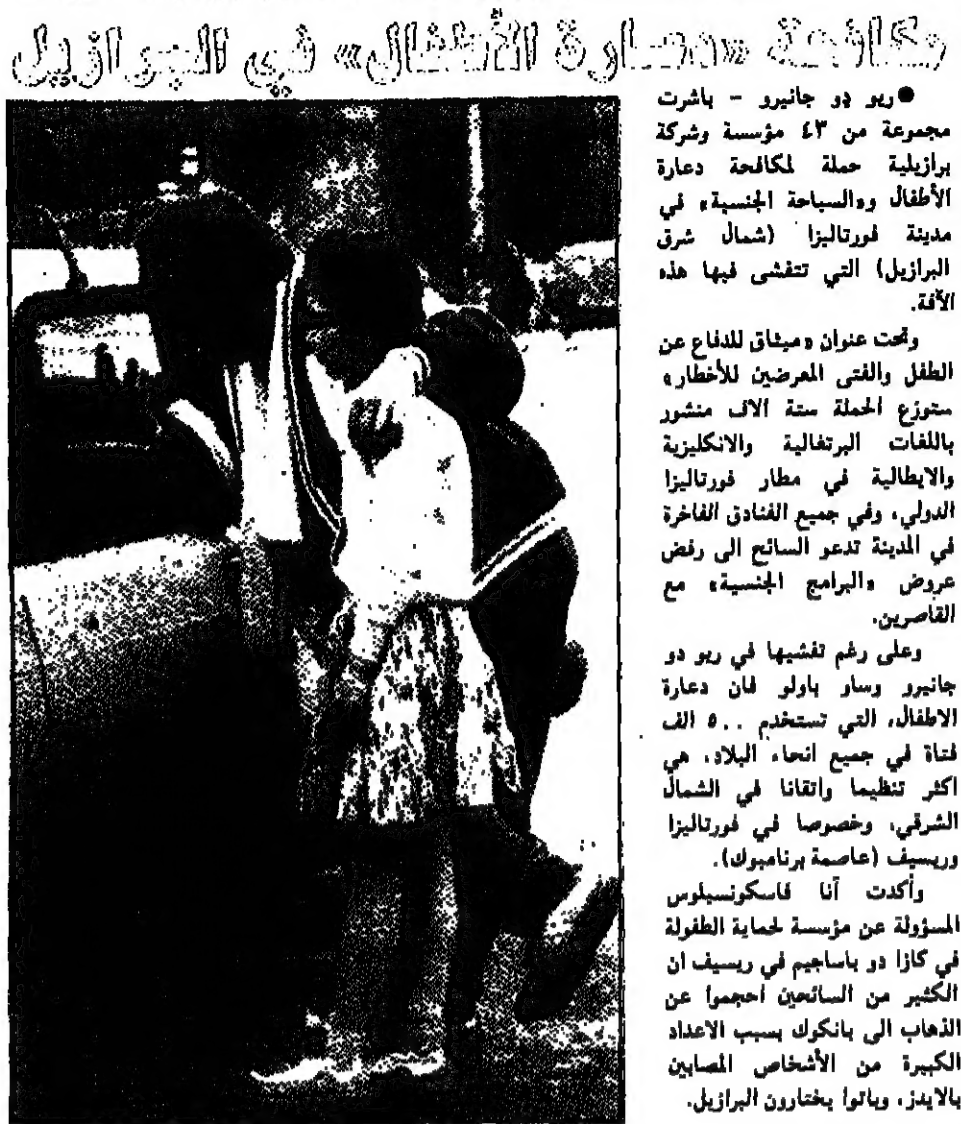 مكافحة «دعارة الأطفال» في البرازيل
●ريو دو جانيرو - باشرت
مجموعة من ٤٣ مؤسسة وشركة
برازيلية حملة لمكافحة دعارة
الأطفال و«السياحة الجنسية» في
مدينة فورتاليزا (شمال شرق
البرازيل) التي تتفشى فيها هذه
الآفة.
وتحت عنوان «ميثاق للدفاع عن
الطفل والفتى المعرضين للأخطار»
ستوزع الحملة ستة الاف منشور
باللغات البرتغالية والانكليزية
والايطالية في مطار فورتاليزا
الدولي، وفي جميع الفنادق الفاخرة
في المدينة تدعو السائح الى رفض
عروض «البرامج الجنسية» مع
القاصرين.
وعلى رغم تفشيها في ريو دو
جانيرو وساو باولو فان دعارة
الاطفال، التي تستخدم ٥٠٠ الف
فتاة في جميع انحاء البلاد، هي
اكثر تنظيما واتقانا في الشمال
الشرقي، وخصوصا في فورتاليزا
وريسيف (عاصمة برنامبوك).
وأكدت آنا فاسكونسيلوس
المسؤولة عن مؤسسة لحماية الطفولة
في كازا دو باساجيم في ريسيف ان
الكثير من السائحين احجموا عن
الذهاب الى بانكوك بسبب الاعداد
الكبيرة من الأشخاص المصابين
بالايدز، وباتوا يختارون البرازيل.